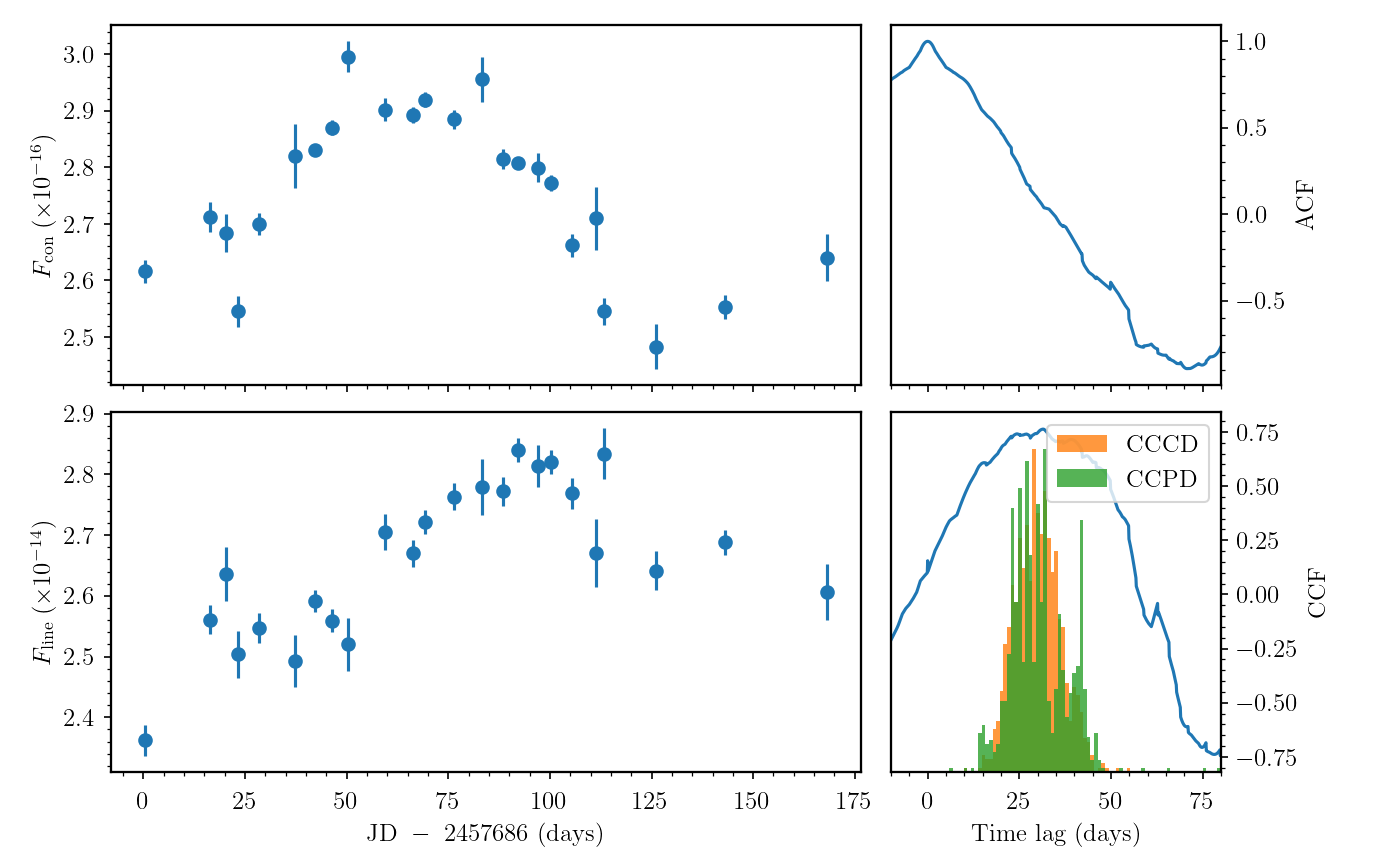 3.0
2.9
2.8
2.7
2.6
2.5
F_con (×10^−16)
1.0
0.5
0.0
−0.5
ACF
2.9
2.8
2.7
2.6
2.5
2.4
F_line (×10^−14)
0 25 50 75 100 125 150 175
JD − 2457686 (days)
CCCD
CCPD
0.75
0.50
0.25
0.00
−0.25
−0.50
−0.75
CCF
0 25 50 75
Time lag (days)